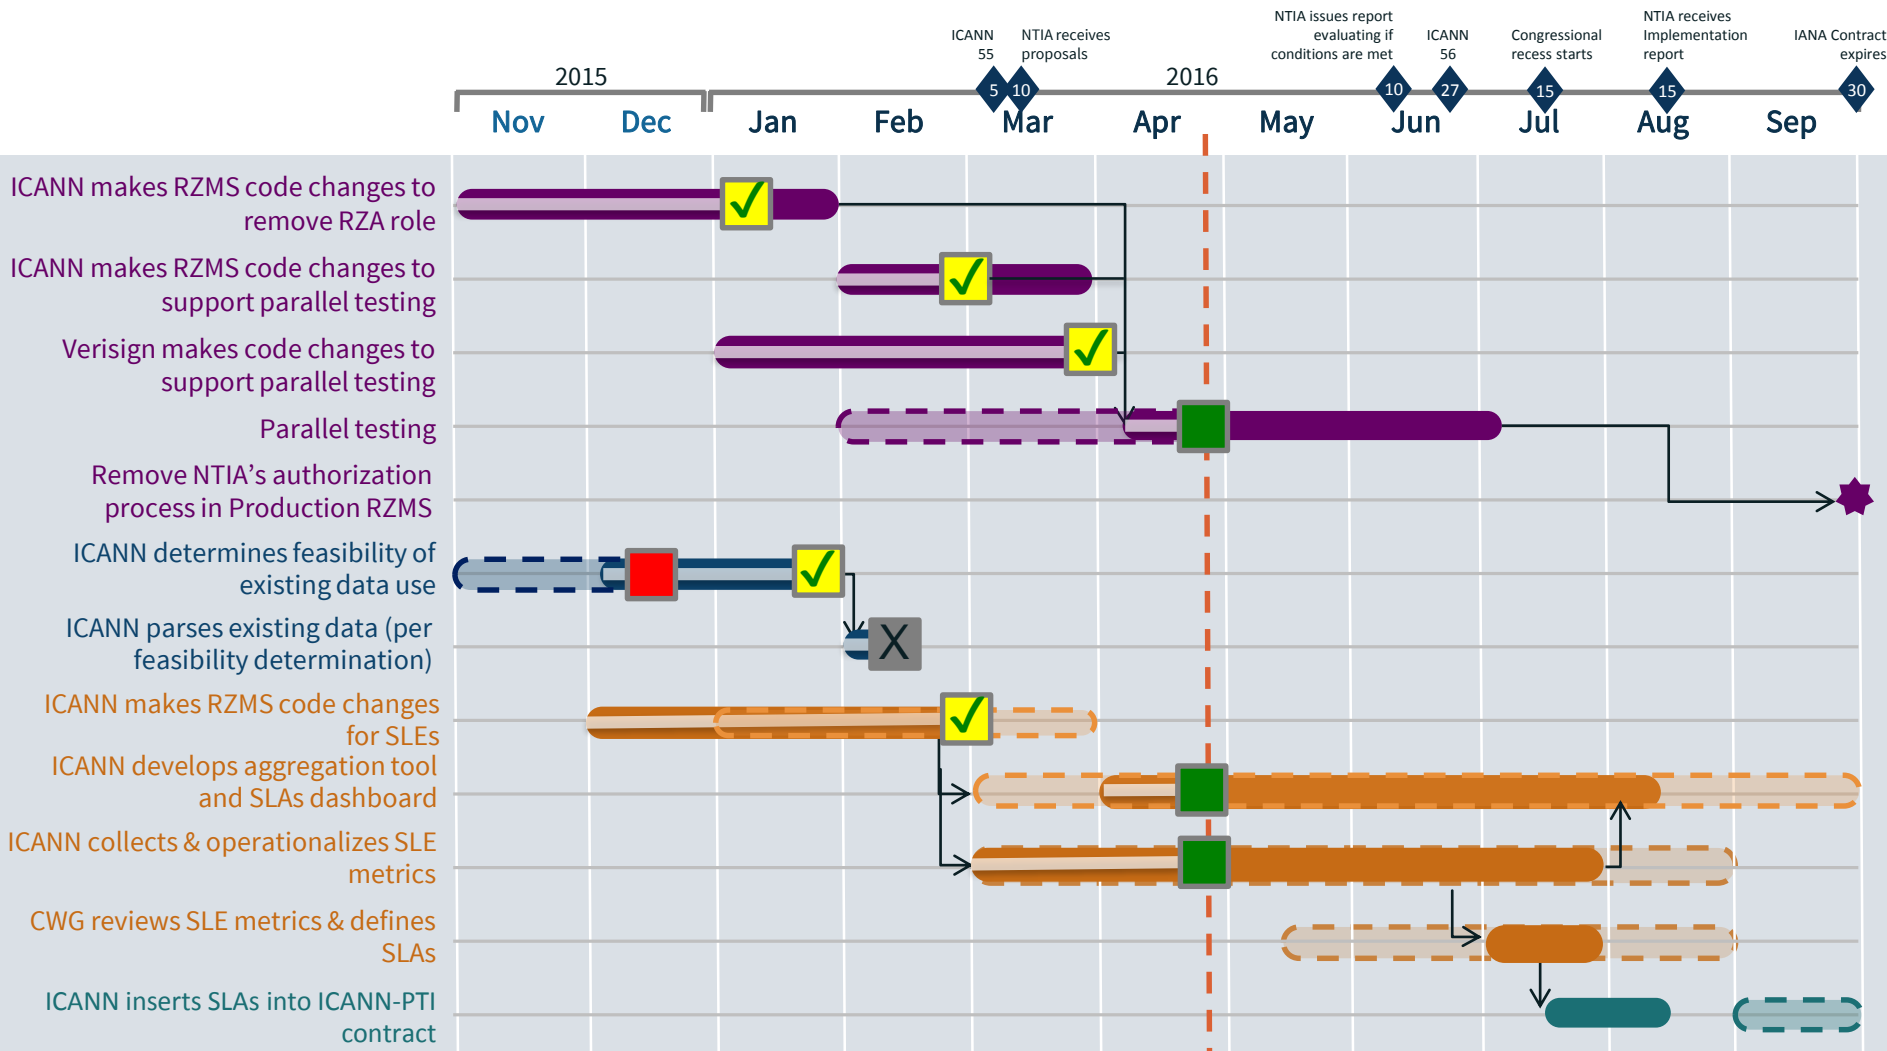 NTIA issues report
evaluating if
conditions are met
NTIA receives
Implementation
report
ICANN
55
NTIA receives
proposals
ICANN
56
Congressional
recess starts
IANA Contract
expires
2015
2016
5
10
10
27
15
15
30
Nov
Dec
Jan
Feb
Mar
Apr
May
Jun
Jul
Aug
Sep
ICANN makes RZMS code changes to
remove RZA role
ICANN makes RZMS code changes to
support parallel testing
Verisign makes code changes to
support parallel testing
Parallel testing
Remove NTIA’s authorization
process in Production RZMS
ICANN determines feasibility of
existing data use
ICANN parses existing data (per
feasibility determination)
X
ICANN makes RZMS code changes
for SLEs
ICANN develops aggregation tool
and SLAs dashboard
ICANN collects & operationalizes SLE
metrics
CWG reviews SLE metrics & defines
SLAs
ICANN inserts SLAs into ICANN-PTI
contract